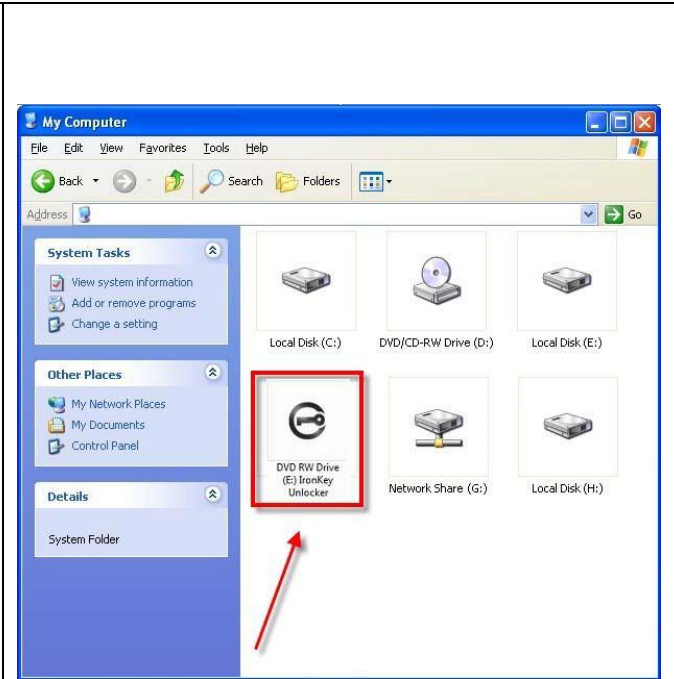 My Computer
File Edit View Favorites Tools Help
Back Search Folders
Address Go
System Tasks
View system information
Add or remove programs
Change a setting
Other Places
My Network Places
My Documents
Control Panel
Details
System Folder
Local Disk (C:) DVD/CD-RW Drive (D:) Local Disk (E:)
DVD RW Drive
(E:) IronKey
Unlocker
Network Share (G:) Local Disk (H:)